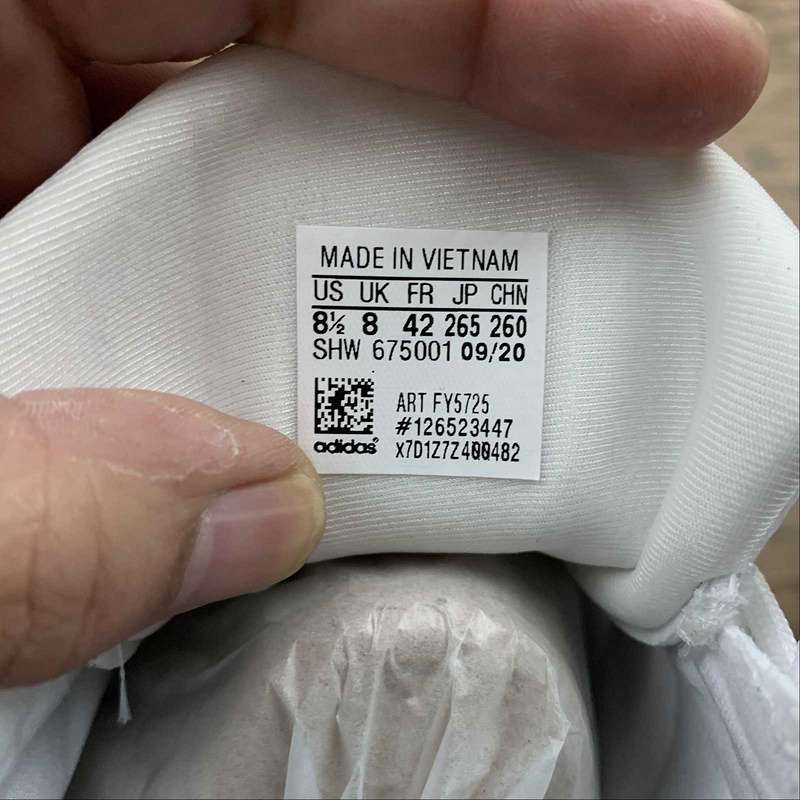 MADE IN VIETNAM
US UK FR JP CHN
8½ 8 42 265 260
SHW 675001 09/20
ART FY5725
#126523447
adidas x7D1Z7Z400482